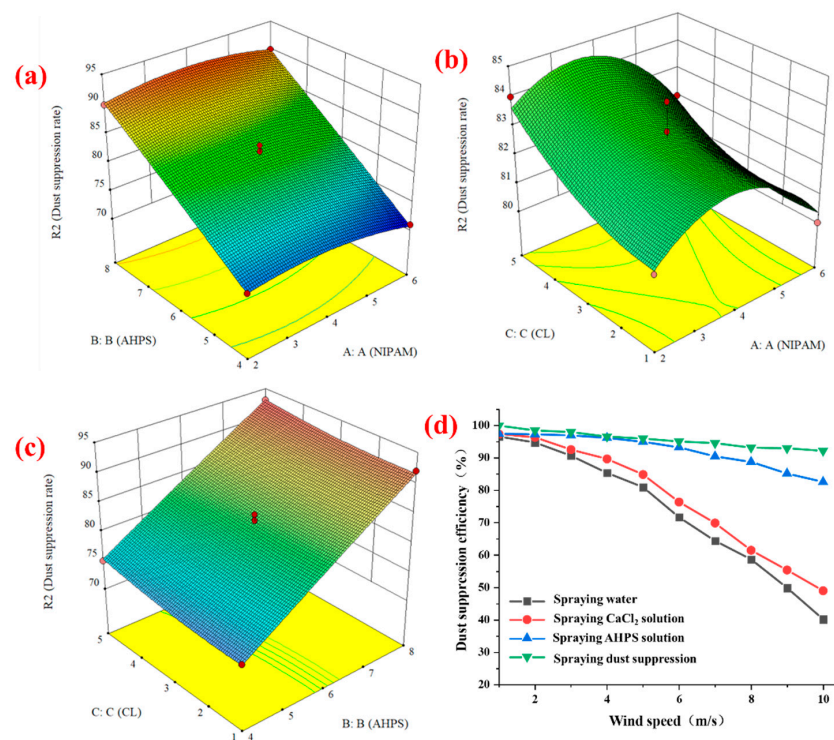 (a)
95
90
85
80
75
70
R2 (Dust suppression rate)
8
7
6
5
4
B: B (AHPS)
6
5
4
3
2
A: A (NIPAM)
(b)
85
84
83
82
81
80
R2 (Dust suppression rate)
5
4
3
2
1
C: C (CL)
6
5
4
3
2
A: A (NIPAM)
(c)
95
90
85
80
75
70
R2 (Dust suppression rate)
5
4
3
2
1
C: C (CL)
8
7
6
5
4
B: B (AHPS)
(d)
100
90
80
70
60
50
40
30
20
Dust suppression efficiency（%）
Spraying water
Spraying CaCl₂ solution
Spraying AHPS solution
Spraying dust suppression
2 4 6 8 10
Wind speed（m/s）